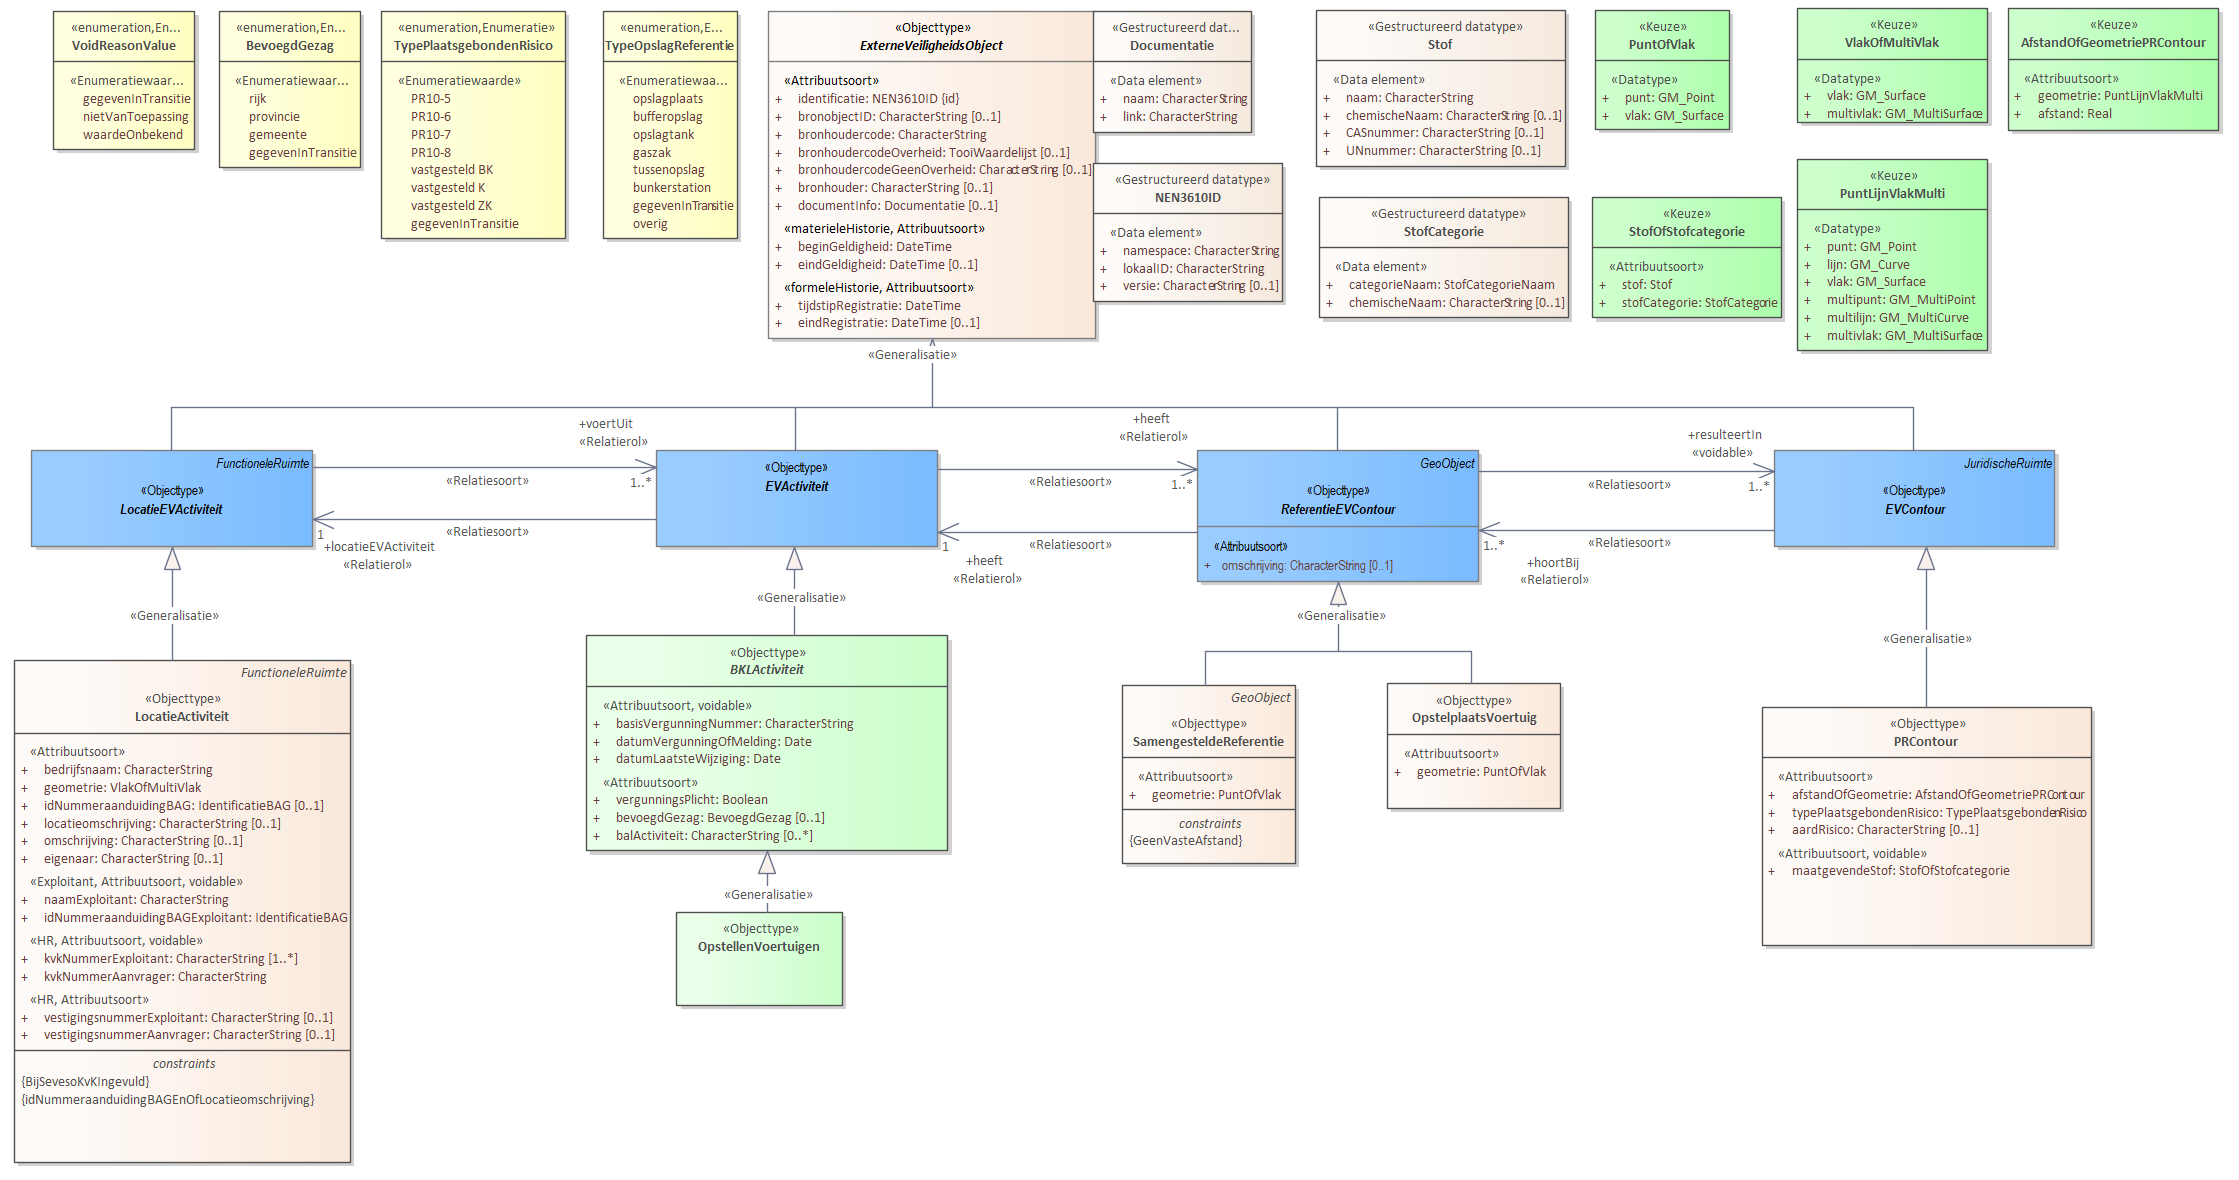 «enumeration,En...
VoidReasonValue
«Enumeratiewaar...
gegevenInTransitie
nietVanToepassing
waardeOnbekend
«enumeration,En...
BevoegdGezag
«Enumeratiewaar...
rijk
provincie
gemeente
gegevenInTransitie
«enumeration,Enumeratie»
TypePlaatsgebondenRisico
«Enumeratiewaarde»
PR10-5
PR10-6
PR10-7
PR10-8
vastgesteld BK
vastgesteld K
vastgesteld ZK
gegevenInTransitie
«enumeration,E...
TypeOpslagReferentie
«Enumeratiewaa...
opslagplaats
bufferopslag
opslagtank
gaszak
tussenopslag
bunkerstation
gegevenInTransitie
overig
«Objecttype»
ExterneVeiligheidsObject
«Attribuutsoort»
+ identificatie: NEN3610ID {id}
+ bronobjectID: CharacterString [0..1]
+ bronhoudercode: CharacterString
+ bronhoudercodeOverheid: TooiWaardelijst [0..1]
+ bronhoudercodeGeenOverheid: CharacterString [0..1]
+ bronhouder: CharacterString [0..1]
+ documentInfo: Documentatie [0..1]
«materieleHistorie, Attribuutsoort»
+ beginGeldigheid: DateTime
+ eindGeldigheid: DateTime [0..1]
«formeleHistorie, Attribuutsoort»
+ tijdstipRegistratie: DateTime
+ eindRegistratie: DateTime [0..1]
«Gestructureerd dat...
Documentatie
«Data element»
+ naam: CharacterString
+ link: CharacterString
«Gestructureerd datatype»
NEN3610ID
«Data element»
+ namespace: CharacterString
+ lokaalID: CharacterString
+ versie: CharacterString [0..1]
«Gestructureerd datatype»
Stof
«Data element»
+ naam: CharacterString
+ chemischeNaam: CharacterString [0..1]
+ CASnummer: CharacterString [0..1]
+ UNnummer: CharacterString [0..1]
«Gestructureerd datatype»
StofCategorie
«Data element»
+ categorieNaam: StofCategorieNaam
+ chemischeNaam: CharacterString [0..1]
«Keuze»
PuntOfVlak
«Datatype»
+ punt: GM_Point
+ vlak: GM_Surface
«Keuze»
StofOfStofcategorie
«Attribuutsoort»
+ stof: Stof
+ stofCategorie: StofCategorie
«Keuze»
VlakOfMultiVlak
«Datatype»
+ vlak: GM_Surface
+ multivlak: GM_MultiSurface
«Keuze»
PuntLijnVlakMulti
«Datatype»
+ punt: GM_Point
+ lijn: GM_Curve
+ vlak: GM_Surface
+ multipunt: GM_MultiPoint
+ multilijn: GM_MultiCurve
+ multivlak: GM_MultiSurface
«Keuze»
AfstandOfGeometriePRContour
«Attribuutsoort»
+ geometrie: PuntLijnVlakMulti
+ afstand: Real
«Generalisatie»
FunctioneleRuimte
«Objecttype»
LocatieEVActiviteit
+voertUit
«Relatierol»
«Relatiesoort»
1..*
«Relatiesoort»
1
+locatieEVActiviteit
«Relatierol»
«Objecttype»
EVActiviteit
+heeft
«Relatierol»
«Relatiesoort»
1..*
«Relatiesoort»
1
+heeft
«Relatierol»
GeoObject
«Objecttype»
ReferentieEVContour
«Attribuutsoort»
+ omschrijving: CharacterString [0..1]
+resulteertIn
«voidable»
«Relatiesoort»
1..*
«Relatiesoort»
1..*
+hoortBij
«Relatierol»
JuridischeRuimte
«Objecttype»
EVContour
«Generalisatie»
«Generalisatie»
«Generalisatie»
«Generalisatie»
FunctioneleRuimte
«Objecttype»
LocatieActiviteit
«Attribuutsoort»
+ bedrijfsnaam: CharacterString
+ geometrie: VlakOfMultiVlak
+ idNummeraanduidingBAG: IdentificatieBAG [0..1]
+ locatieomschrijving: CharacterString [0..1]
+ omschrijving: CharacterString [0..1]
+ eigenaar: CharacterString [0..1]
«Exploitant, Attribuutsoort, voidable»
+ naamExploitant: CharacterString
+ idNummeraanduidingBAGExploitant: IdentificatieBAG
«HR, Attribuutsoort, voidable»
+ kvkNummerExploitant: CharacterString [1..*]
+ kvkNummerAanvrager: CharacterString
«HR, Attribuutsoort»
+ vestigingsnummerExploitant: CharacterString [0..1]
+ vestigingsnummerAanvrager: CharacterString [0..1]
constraints
{BijSevesoKvKIngevuld}
{idNummeraanduidingBAGEnOfLocatieomschrijving}
«Objecttype»
BKLActiviteit
«Attribuutsoort, voidable»
+ basisVergunningNummer: CharacterString
+ datumVergunningOfMelding: Date
+ datumLaatsteWijziging: Date
«Attribuutsoort»
+ vergunningsPlicht: Boolean
+ bevoegdGezag: BevoegdGezag [0..1]
+ balActiviteit: CharacterString [0..*]
«Generalisatie»
«Objecttype»
OpstellenVoertuigen
GeoObject
«Objecttype»
SamengesteldeReferentie
«Attribuutsoort»
+ geometrie: PuntOfVlak
constraints
{GeenVasteAfstand}
«Objecttype»
OpstelplaatsVoertuig
«Attribuutsoort»
+ geometrie: PuntOfVlak
«Objecttype»
PRContour
«Attribuutsoort»
+ afstandOfGeometrie: AfstandOfGeometriePRContour
+ typePlaatsgebondenRisico: TypePlaatsgebondenRisico
+ aardRisico: CharacterString [0..1]
«Attribuutsoort, voidable»
+ maatgevendeStof: StofOfStofcategorie